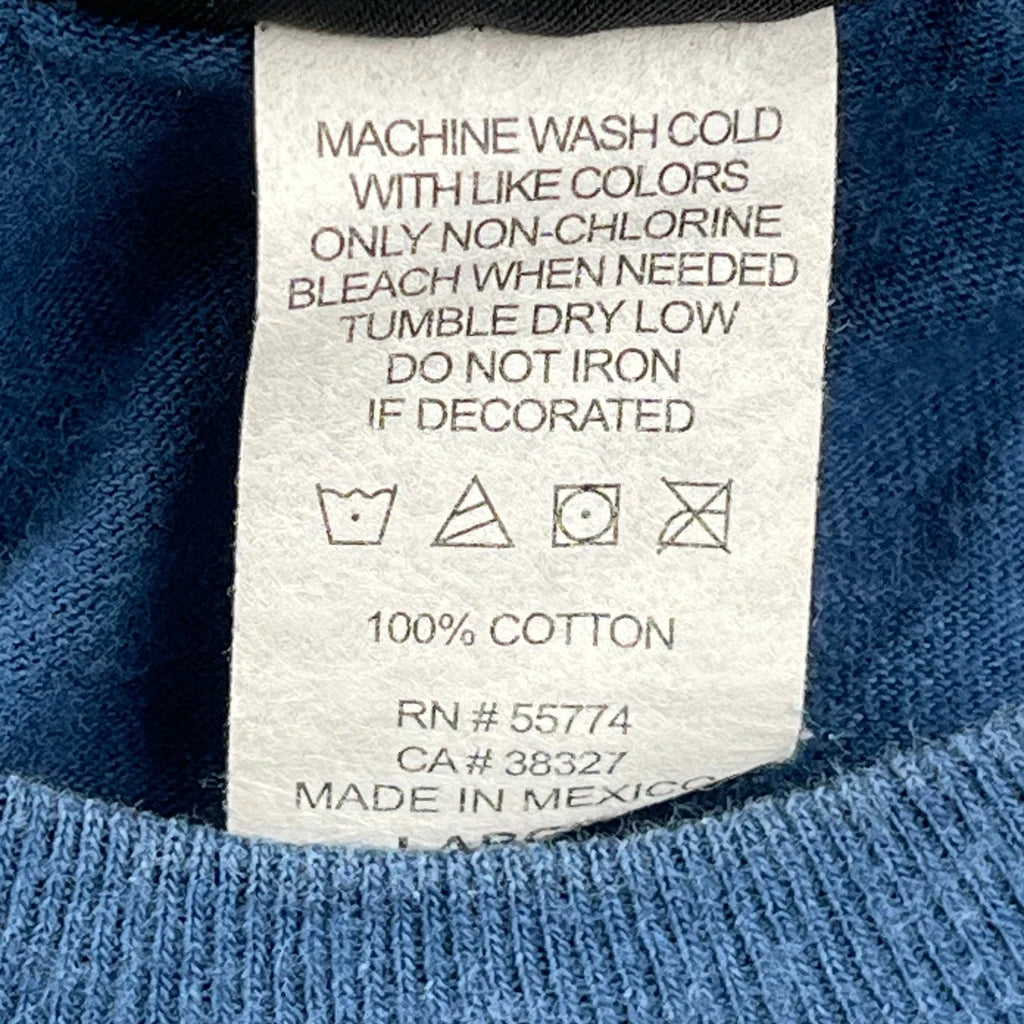 MACHINE WASH COLD
WITH LIKE COLORS
ONLY NON-CHLORINE
BLEACH WHEN NEEDED
TUMBLE DRY LOW
DO NOT IRON
IF DECORATED
100% COTTON
RN # 55774
CA # 38327
MADE IN MEXICO